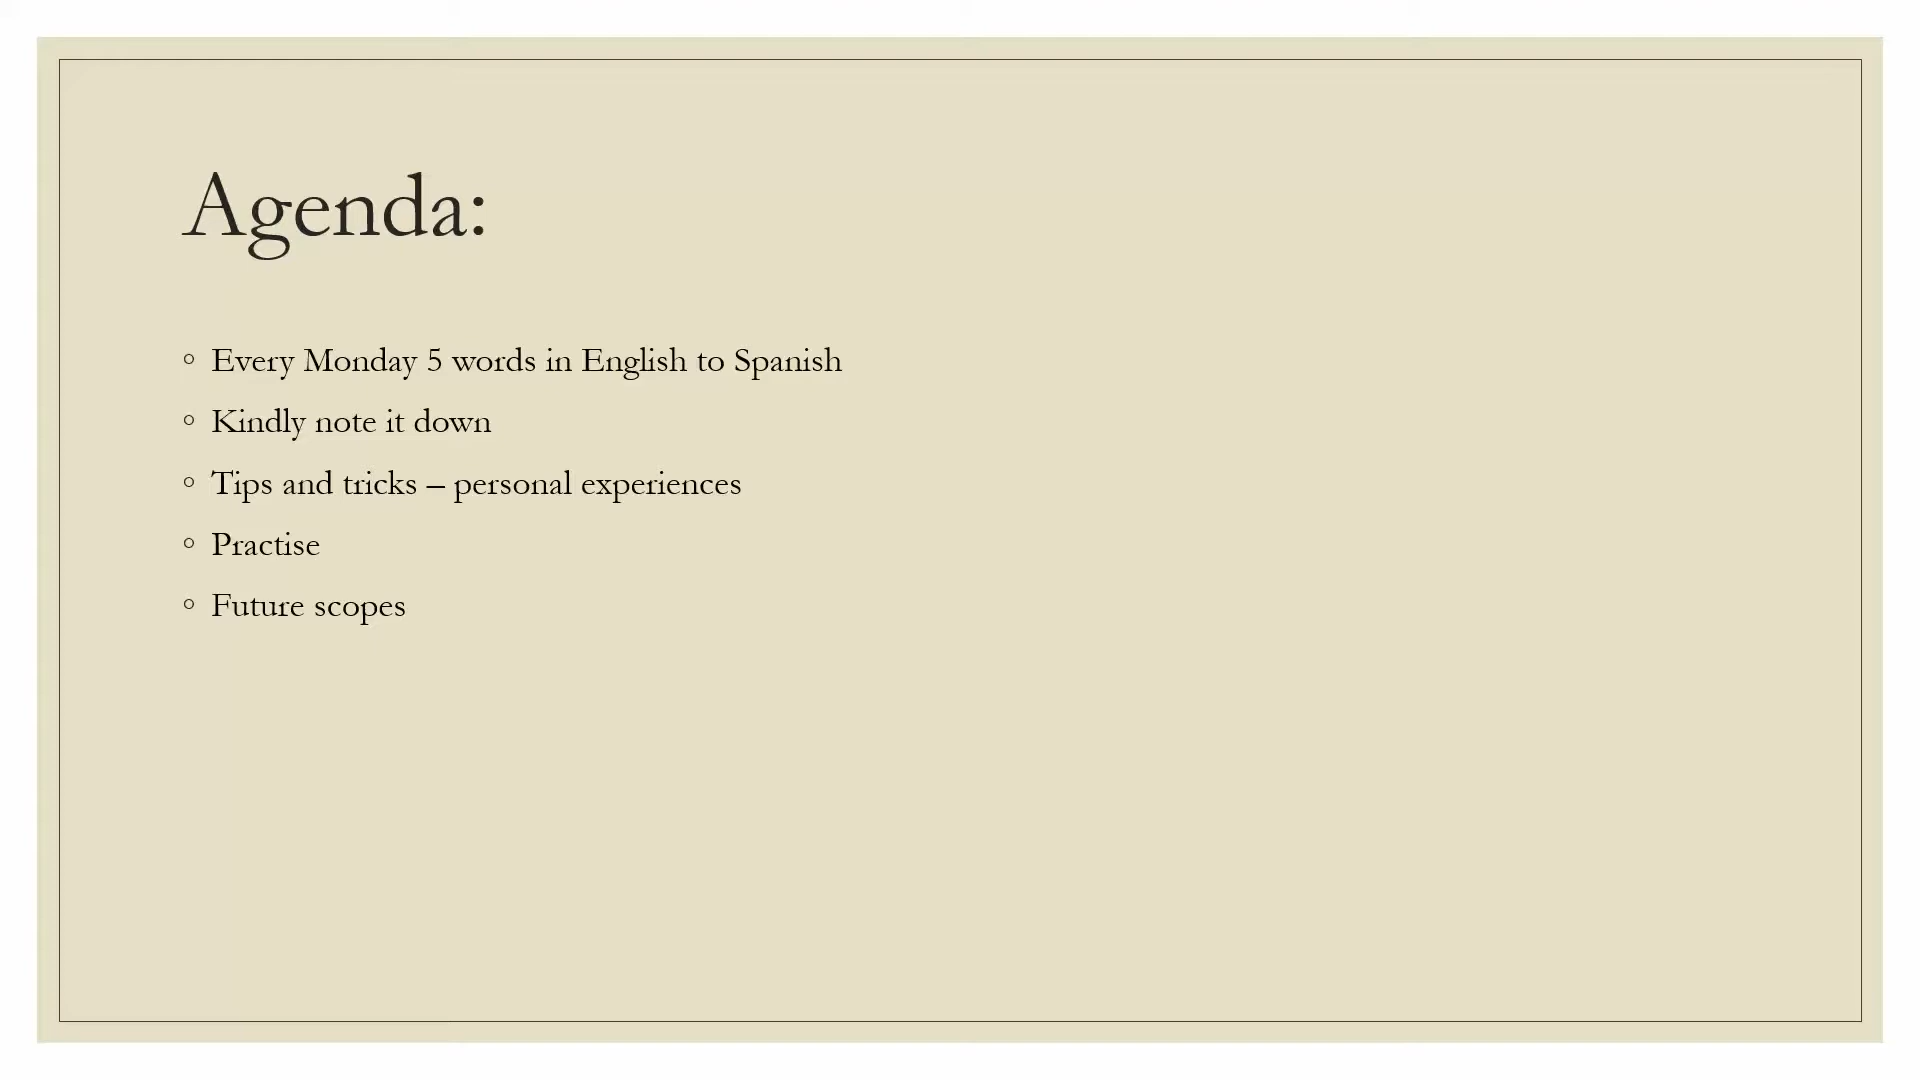 Agenda:
◦ Every Monday 5 words in English to Spanish
◦ Kindly note it down
◦ Tips and tricks – personal experiences
◦ Practise
◦ Future scopes